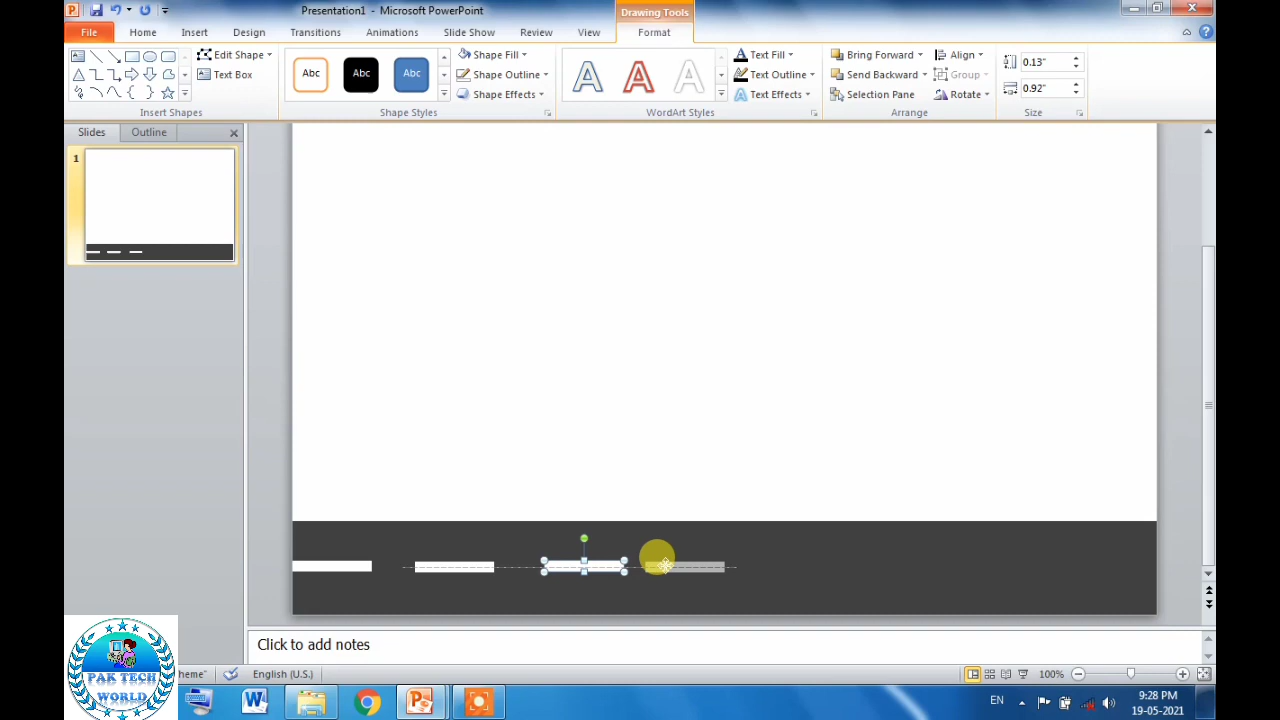 Presentation1 - Microsoft PowerPoint
Drawing Tools
File Home Insert Design Transitions Animations Slide Show Review View Format
Edit Shape
Text Box
Insert Shapes
Abc Abc Abc
Shape Fill
Shape Outline
Shape Effects
Shape Styles
A A A
Text Fill
Text Outline
Text Effects
WordArt Styles
Bring Forward
Send Backward
Selection Pane
Align
Group
Rotate
Arrange
0.13"
0.92"
Size
Slides Outline
1
Click to add notes
heme"
English (U.S.)
100%
PAK TECH
WORLD
EN
9:28 PM
19-05-2021